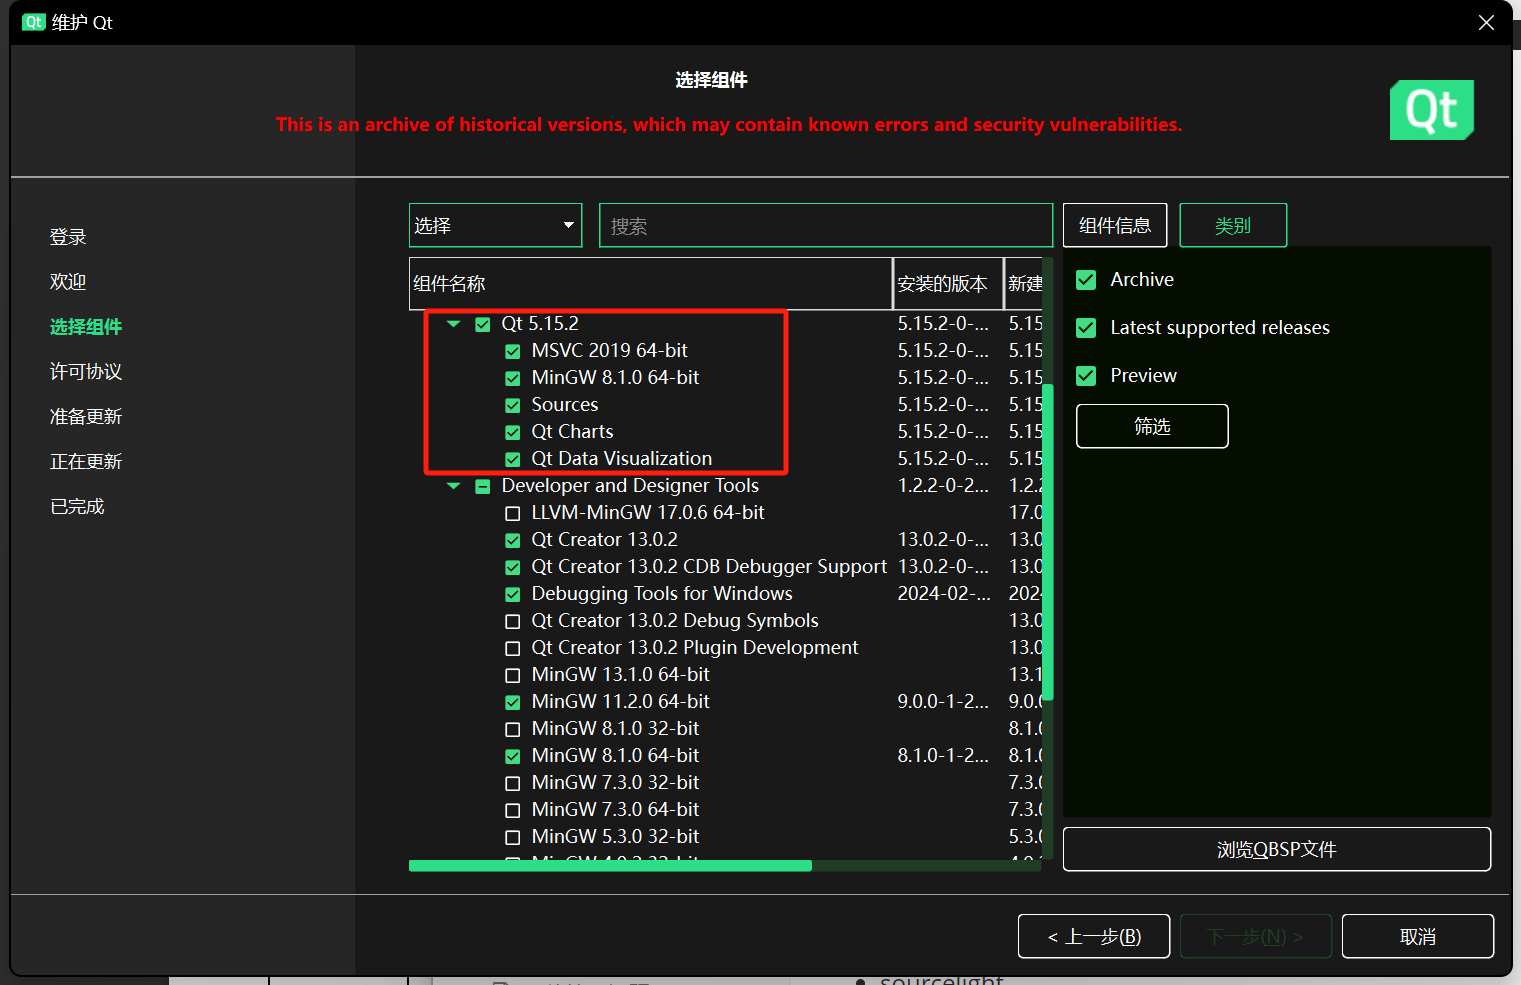 Qt 维护 Qt
选择组件
This is an archive of historical versions, which may contain known errors and security vulnerabilities.
Qt
登录
欢迎
选择组件
许可协议
准备更新
正在更新
已完成
选择
搜索
组件信息
类别
组件名称 安装的版本 新建
Qt 5.15.2 5.15.2-0-... 5.15
MSVC 2019 64-bit 5.15.2-0-... 5.15
MinGW 8.1.0 64-bit 5.15.2-0-... 5.15
Sources 5.15.2-0-... 5.15
Qt Charts 5.15.2-0-... 5.15
Qt Data Visualization 5.15.2-0-... 5.15
Developer and Designer Tools 1.2.2-0-2... 1.2.2
LLVM-MinGW 17.0.6 64-bit 17.0
Qt Creator 13.0.2 13.0.2-0-... 13.0
Qt Creator 13.0.2 CDB Debugger Support 13.0.2-0-... 13.0
Debugging Tools for Windows 2024-02-... 2024
Qt Creator 13.0.2 Debug Symbols 13.0
Qt Creator 13.0.2 Plugin Development 13.0
MinGW 13.1.0 64-bit 13.1
MinGW 11.2.0 64-bit 9.0.0-1-2... 9.0.0
MinGW 8.1.0 32-bit 8.1.0
MinGW 8.1.0 64-bit 8.1.0-1-2... 8.1.0
MinGW 7.3.0 32-bit 7.3.0
MinGW 7.3.0 64-bit 7.3.0
MinGW 5.3.0 32-bit 5.3.0
Archive
Latest supported releases
Preview
筛选
浏览QBSP文件
< 上一步(B)
下一步(N) >
取消
sourcelight